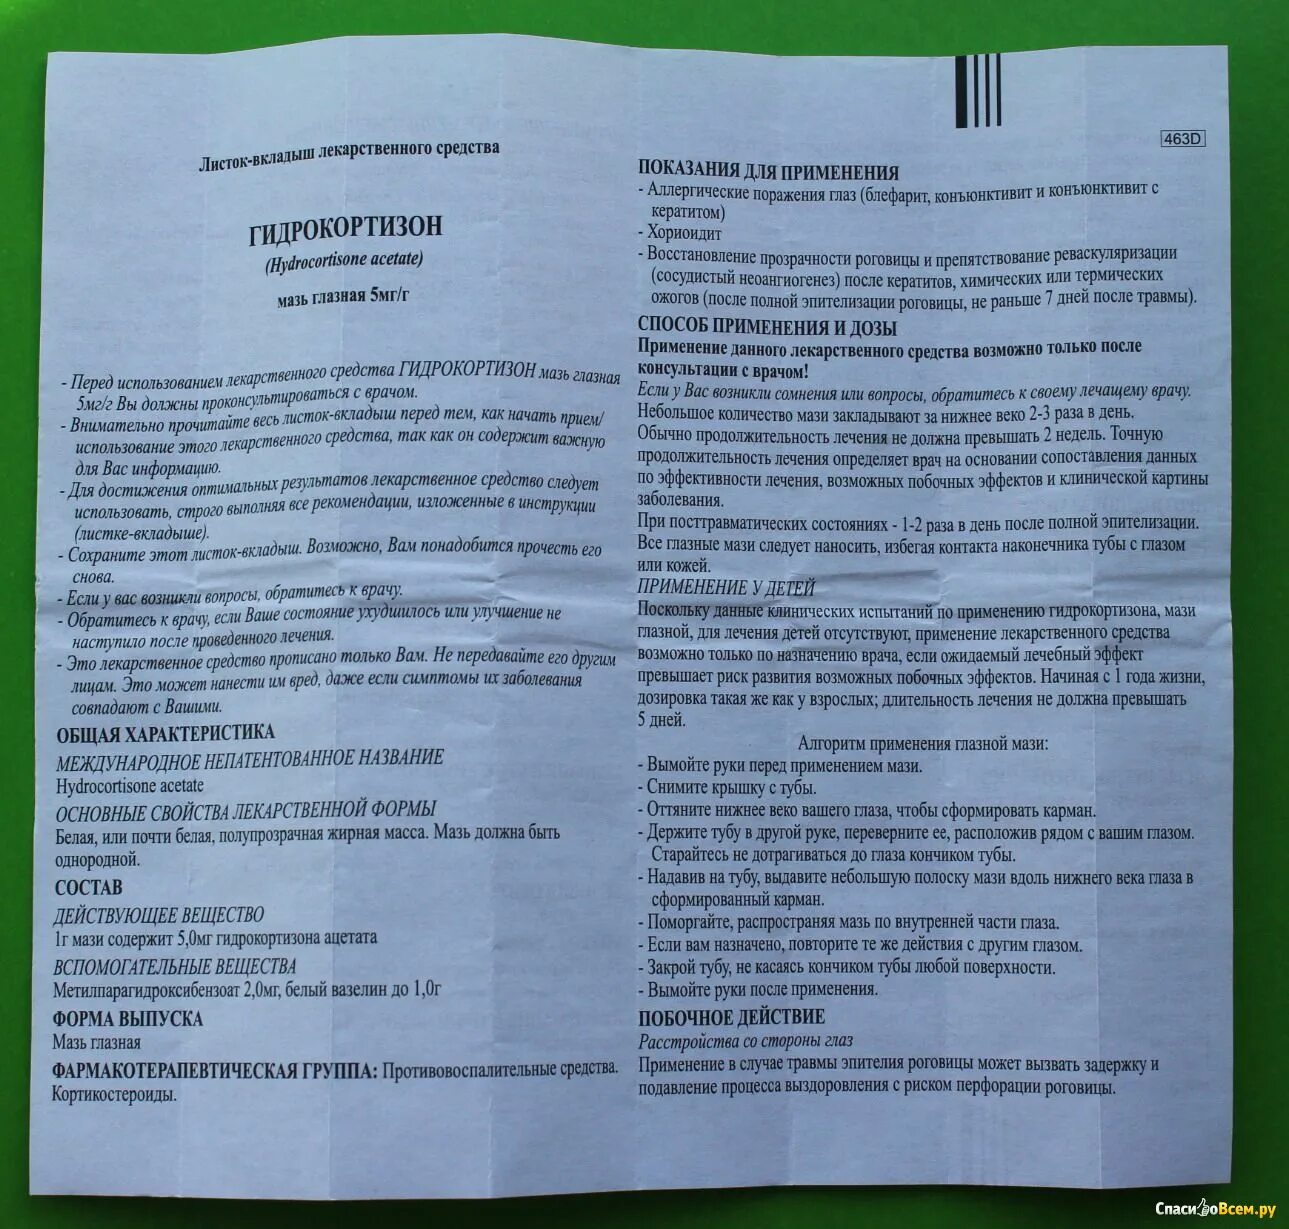 463D
Листок-вкладыш лекарственного средства
ГИДРОКОРТИЗОН
(Hydrocortisone acetate)
мазь глазная 5мг/г
- Перед использованием лекарственного средства ГИДРОКОРТИЗОН мазь глазная
5мг/г Вы должны проконсультироваться с врачом.
- Внимательно прочитайте весь листок-вкладыш перед тем, как начать прием/
использование этого лекарственного средства, так как он содержит важную
для Вас информацию.
- Для достижения оптимальных результатов лекарственное средство следует
использовать, строго выполняя все рекомендации, изложенные в инструкции
(листке-вкладыше).
- Сохраните этот листок-вкладыш. Возможно, Вам понадобится прочесть его
снова.
- Если у вас возникли вопросы, обратитесь к врачу.
- Обратитесь к врачу, если Ваше состояние ухудшилось или улучшение не
наступило после проведенного лечения.
- Это лекарственное средство прописано только Вам. Не передавайте его другим
лицам. Это может нанести им вред, даже если симптомы их заболевания
совпадают с Вашими.
ОБЩАЯ ХАРАКТЕРИСТИКА
МЕЖДУНАРОДНОЕ НЕПАТЕНТОВАННОЕ НАЗВАНИЕ
Hydrocortisone acetate
ОСНОВНЫЕ СВОЙСТВА ЛЕКАРСТВЕННОЙ ФОРМЫ
Белая, или почти белая, полупрозрачная жирная масса. Мазь должна быть
однородной.
СОСТАВ
ДЕЙСТВУЮЩЕЕ ВЕЩЕСТВО
1г мази содержит 5,0мг гидрокортизона ацетата
ВСПОМОГАТЕЛЬНЫЕ ВЕЩЕСТВА
Метилпарагидроксибензоат 2,0мг, белый вазелин до 1,0г
ФОРМА ВЫПУСКА
Мазь глазная
ФАРМАКОТЕРАПЕВТИЧЕСКАЯ ГРУППА: Противовоспалительные средства.
Кортикостероиды.
ПОКАЗАНИЯ ДЛЯ ПРИМЕНЕНИЯ
- Аллергические поражения глаз (блефарит, конъюнктивит и конъюнктивит с
кератитом)
- Хориоидит
- Восстановление прозрачности роговицы и препятствование реваскуляризации
(сосудистый неоангиогенез) после кератитов, химических или термических
ожогов (после полной эпителизации роговицы, не раньше 7 дней после травмы).
СПОСОБ ПРИМЕНЕНИЯ И ДОЗЫ
Применение данного лекарственного средства возможно только после
консультации с врачом!
Если у Вас возникли сомнения или вопросы, обратитесь к своему лечащему врачу.
Небольшое количество мази закладывают за нижнее веко 2-3 раза в день.
Обычно продолжительность лечения не должна превышать 2 недель. Точную
продолжительность лечения определяет врач на основании сопоставления данных
по эффективности лечения, возможных побочных эффектов и клинической картины
заболевания.
При посттравматических состояниях - 1-2 раза в день после полной эпителизации.
Все глазные мази следует наносить, избегая контакта наконечника тубы с глазом
или кожей.
ПРИМЕНЕНИЕ У ДЕТЕЙ
Поскольку данные клинических испытаний по применению гидрокортизона, мази
глазной, для лечения детей отсутствуют, применение лекарственного средства
возможно только по назначению врача, если ожидаемый лечебный эффект
превышает риск развития возможных побочных эффектов. Начиная с 1 года жизни,
дозировка такая же как у взрослых; длительность лечения не должна превышать
5 дней.
Алгоритм применения глазной мази:
- Вымойте руки перед применением мази.
- Снимите крышку с тубы.
- Оттяните нижнее веко вашего глаза, чтобы сформировать карман.
- Держите тубу в другой руке, переверните ее, расположив рядом с вашим глазом.
Старайтесь не дотрагиваться до глаза кончиком тубы.
- Надавив на тубу, выдавите небольшую полоску мази вдоль нижнего века глаза в
сформированный карман.
- Поморгайте, распространяя мазь по внутренней части глаза.
- Если вам назначено, повторите те же действия с другим глазом.
- Закрой тубу, не касаясь кончиком тубы любой поверхности.
- Вымойте руки после применения.
ПОБОЧНОЕ ДЕЙСТВИЕ
Расстройства со стороны глаз
Применение в случае травмы эпителия роговицы может вызвать задержку и
подавление процесса выздоровления с риском перфорации роговицы.
СпасибоВсем.ру